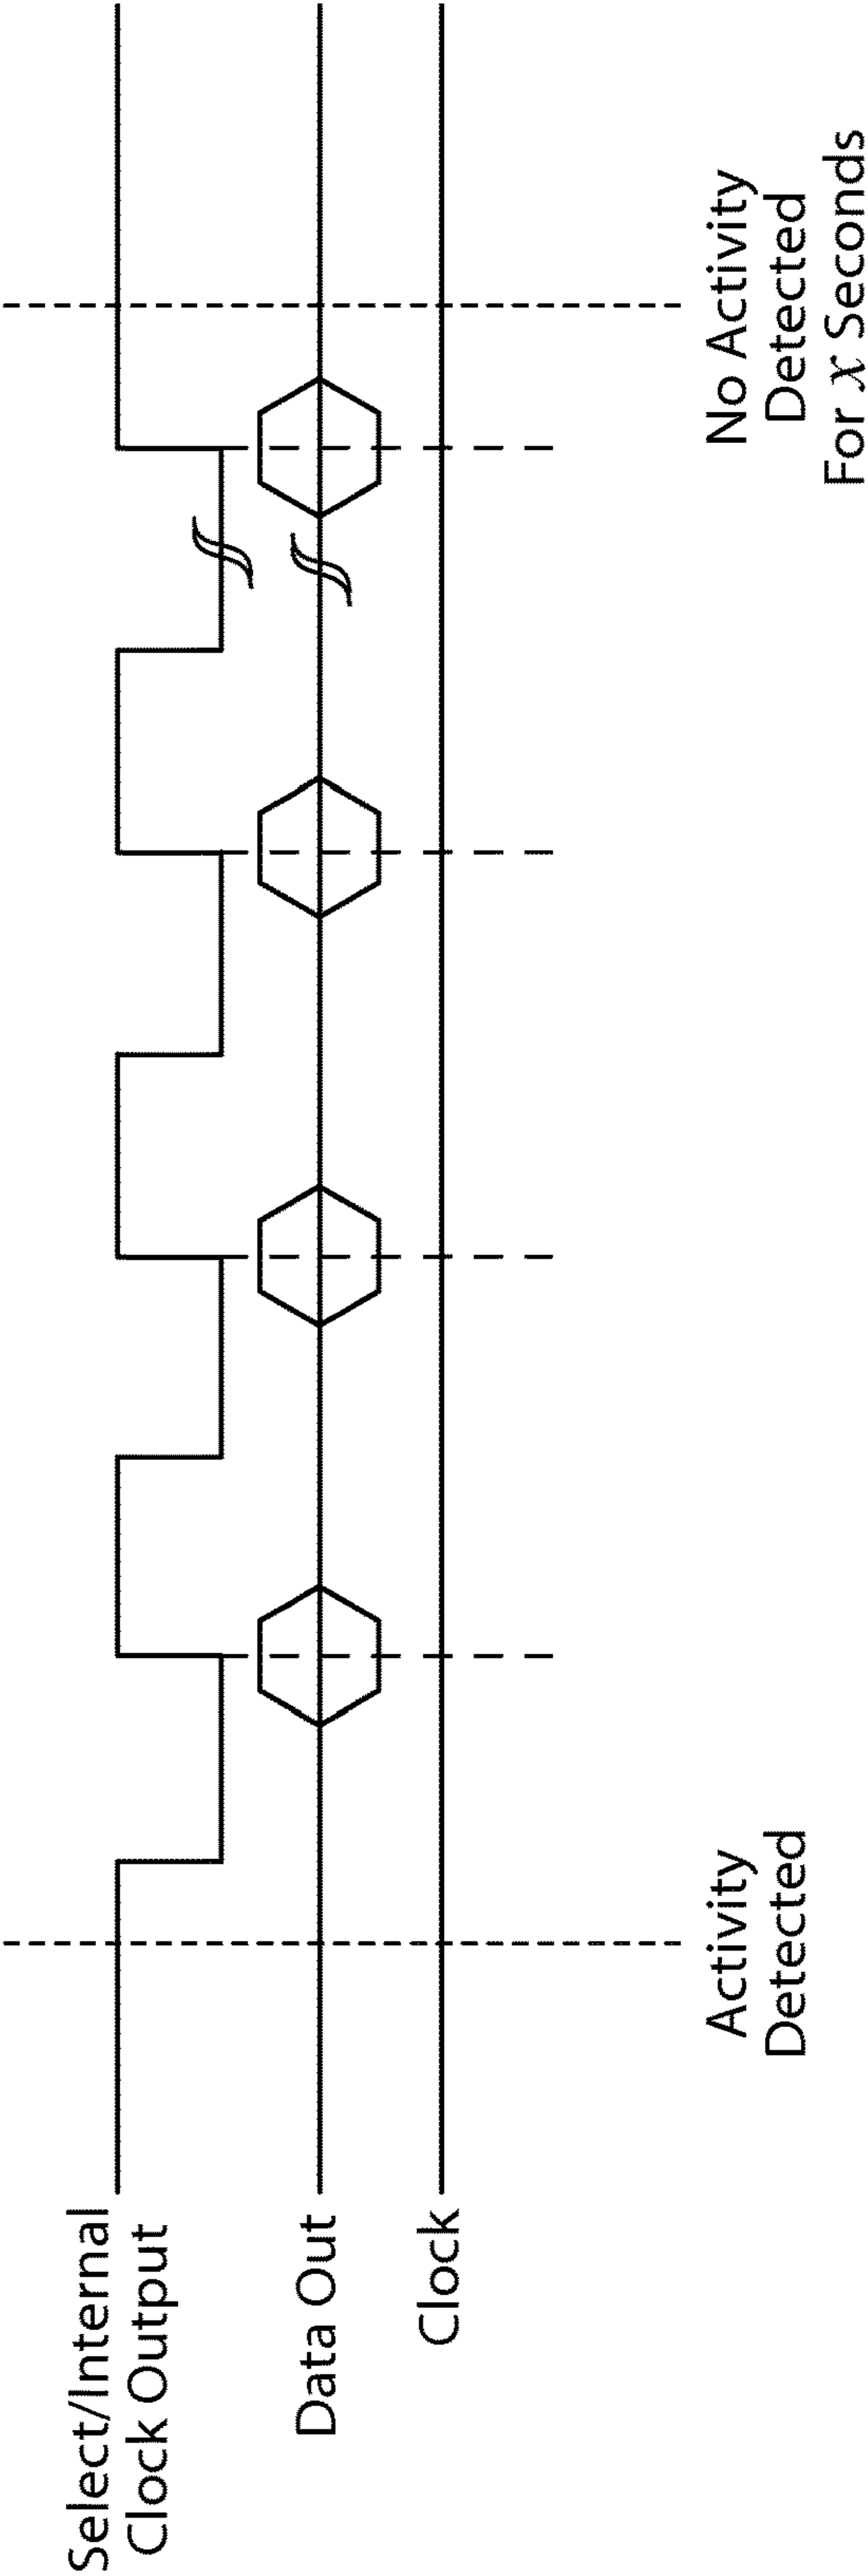 Select/Internal
Clock Output
Data Out
Clock
Activity
Detected
No Activity
Detected
For x Seconds